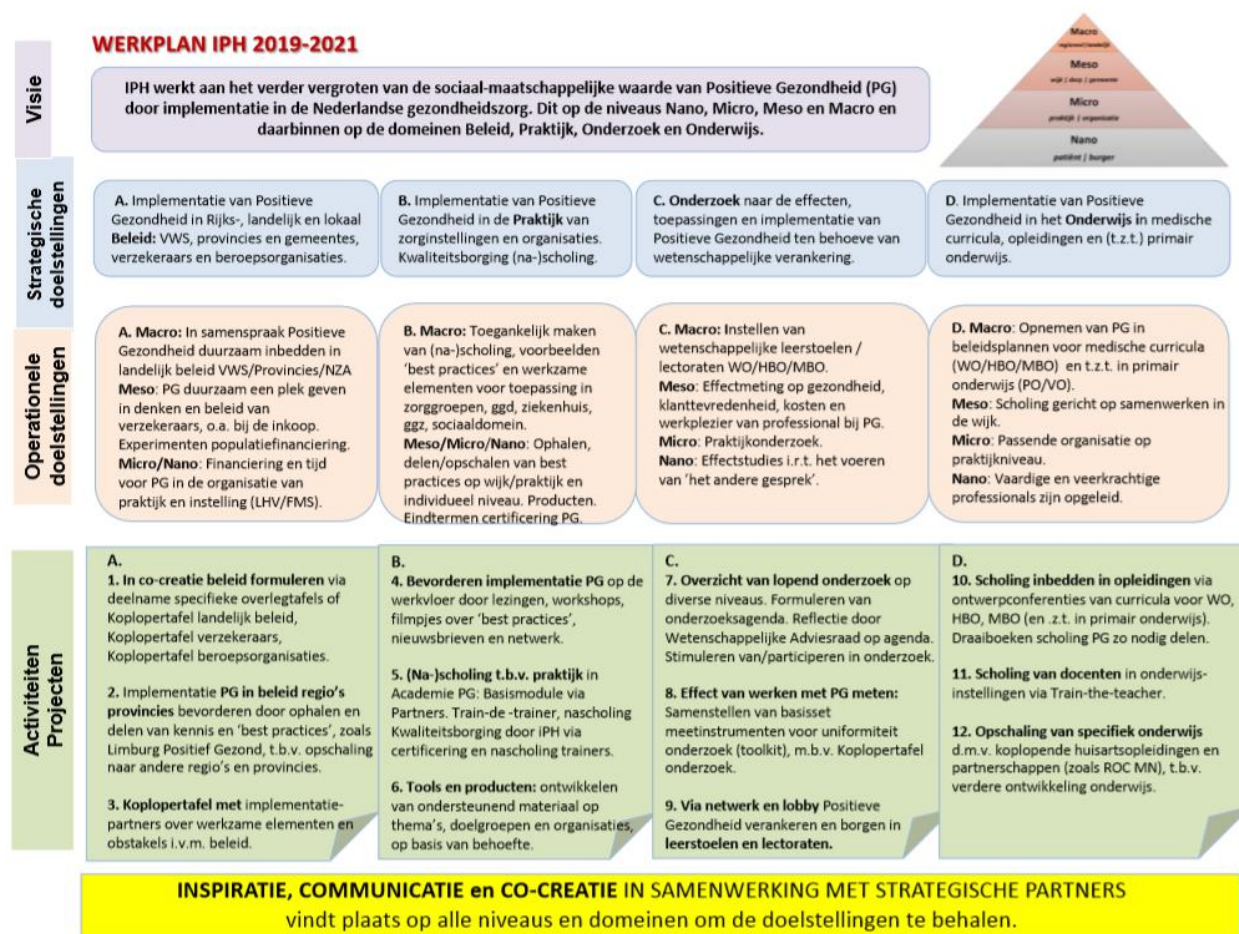 WERKPLAN IPH 2019-2021
Macro
regionaal|landelijk
Meso
wijk | dorp | gemeente
Micro
praktijk | organisatie
Nano
patiënt | burger
Visie
IPH werkt aan het verder vergroten van de sociaal-maatschappelijke waarde van Positieve Gezondheid (PG)
door implementatie in de Nederlandse gezondheidszorg. Dit op de niveaus Nano, Micro, Meso en Macro en
daarbinnen op de domeinen Beleid, Praktijk, Onderzoek en Onderwijs.
Strategische
doelstellingen
A. Implementatie van Positieve
Gezondheid in Rijks-, landelijk en lokaal
Beleid: VWS, provincies en gemeentes,
verzekeraars en beroepsorganisaties.
B. Implementatie van Positieve
Gezondheid in de Praktijk van
zorginstellingen en organisaties.
Kwaliteitsborging (na-)scholing.
C. Onderzoek naar de effecten,
toepassingen en implementatie van
Positieve Gezondheid ten behoeve van
wetenschappelijke verankering.
D. Implementatie van Positieve
Gezondheid in het Onderwijs in medische
curricula, opleidingen en (t.z.t.) primair
onderwijs.
Operationele
doelstellingen
A. Macro: In samenspraak Positieve
Gezondheid duurzaam inbedden in
landelijk beleid VWS/Provincies/NZA
Meso: PG duurzaam een plek geven
in denken en beleid van
verzekeraars, o.a. bij de inkoop.
Experimenten populatiefinanciering.
Micro/Nano: Financiering en tijd
voor PG in de organisatie van
praktijk en instelling (LHV/FMS).
B. Macro: Toegankelijk maken
van (na-)scholing, voorbeelden
'best practices' en werkzame
elementen voor toepassing in
zorggroepen, ggd, ziekenhuis,
ggz, sociaaldomein.
Meso/Micro/Nano: Ophalen,
delen/opschalen van best
practices op wijk/praktijk en
individueel niveau. Producten.
Eindtermen certificering PG.
C. Macro: Instellen van
wetenschappelijke leerstoelen /
lectoraten WO/HBO/MBO.
Meso: Effectmeting op gezondheid,
klanttevredenheid, kosten en
werkplezier van professional bij PG.
Micro: Praktijkonderzoek.
Nano: Effectstudies i.r.t. het voeren
van 'het andere gesprek'.
D. Macro: Opnemen van PG in
beleidsplannen voor medische curricula
(WO/HBO/MBO) en t.z.t. in primair
onderwijs (PO/VO).
Meso: Scholing gericht op samenwerken in
de wijk.
Micro: Passende organisatie op
praktijkniveau.
Nano: Vaardige en veerkrachtige
professionals zijn opgeleid.
Activiteiten
Projecten
A.
1. In co-creatie beleid formuleren via
deelname specifieke overlegtafels of
Koplopertafel landelijk beleid,
Koplopertafel verzekeraars,
Koplopertafel beroepsorganisaties.
2. Implementatie PG in beleid regio's
provincies bevorderen door ophalen en
delen van kennis en 'best practices', zoals
Limburg Positief Gezond, t.b.v. opschaling
naar andere regio's en provincies.
3. Koplopertafel met implementatie-
partners over werkzame elementen en
obstakels i.v.m. beleid.
B.
4. Bevorderen implementatie PG op de
werkvloer door lezingen, workshops,
filmpjes over 'best practices',
nieuwsbrieven en netwerk.
5. (Na-)scholing t.b.v. praktijk in
Academie PG: Basismodule via
Partners. Train-de -trainer, nascholing
Kwaliteitsborging door iPH via
certificering en nascholing trainers.
6. Tools en producten: ontwikkelen
van ondersteunend materiaal op
thema's, doelgroepen en organisaties,
op basis van behoefte.
C.
7. Overzicht van lopend onderzoek op
diverse niveaus. Formuleren van
onderzoeksagenda. Reflectie door
Wetenschappelijke Adviesraad op agenda.
Stimuleren van/participeren in onderzoek.
8. Effect van werken met PG meten:
Samenstellen van basisset
meetinstrumenten voor uniformiteit
onderzoek (toolkit), m.b.v. Koplopertafel
onderzoek.
9. Via netwerk en lobby Positieve
Gezondheid verankeren en borgen in
leerstoelen en lectoraten.
D.
10. Scholing inbedden in opleidingen via
ontwerpconferenties van curricula voor WO,
HBO, MBO (en .z.t. in primair onderwijs).
Draaiboeken scholing PG zo nodig delen.
11. Scholing van docenten in onderwijs-
instellingen via Train-the-teacher.
12. Opschaling van specifiek onderwijs
d.m.v. koplopende huisartsopleidingen en
partnerschappen (zoals ROC MN), t.b.v.
verdere ontwikkeling onderwijs.
INSPIRATIE, COMMUNICATIE en CO-CREATIE IN SAMENWERKING MET STRATEGISCHE PARTNERS
vindt plaats op alle niveaus en domeinen om de doelstellingen te behalen.